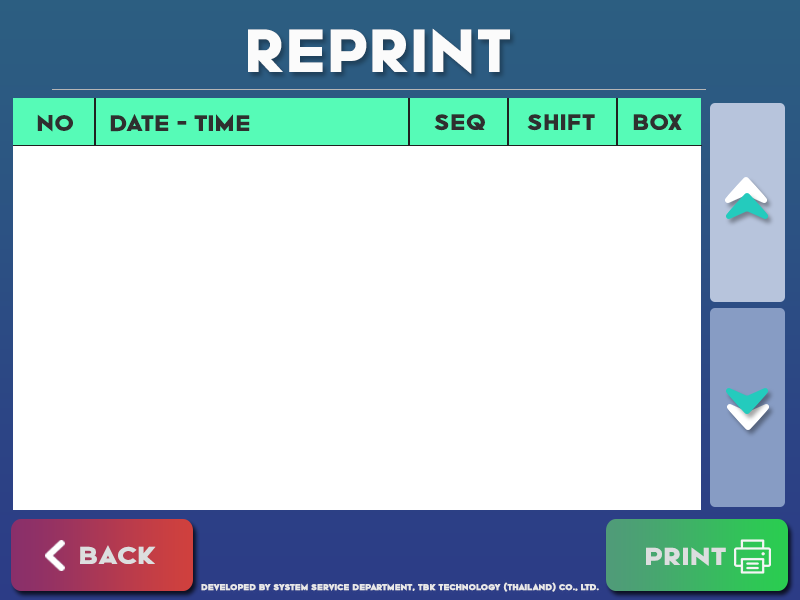 REPRINT
NO DATE - TIME SEQ SHIFT BOX
BACK
PRINT
DEVELOPED BY SYSTEM SERVICE DEPARTMENT, TBK TECHNOLOGY (THAILAND) CO., LTD.